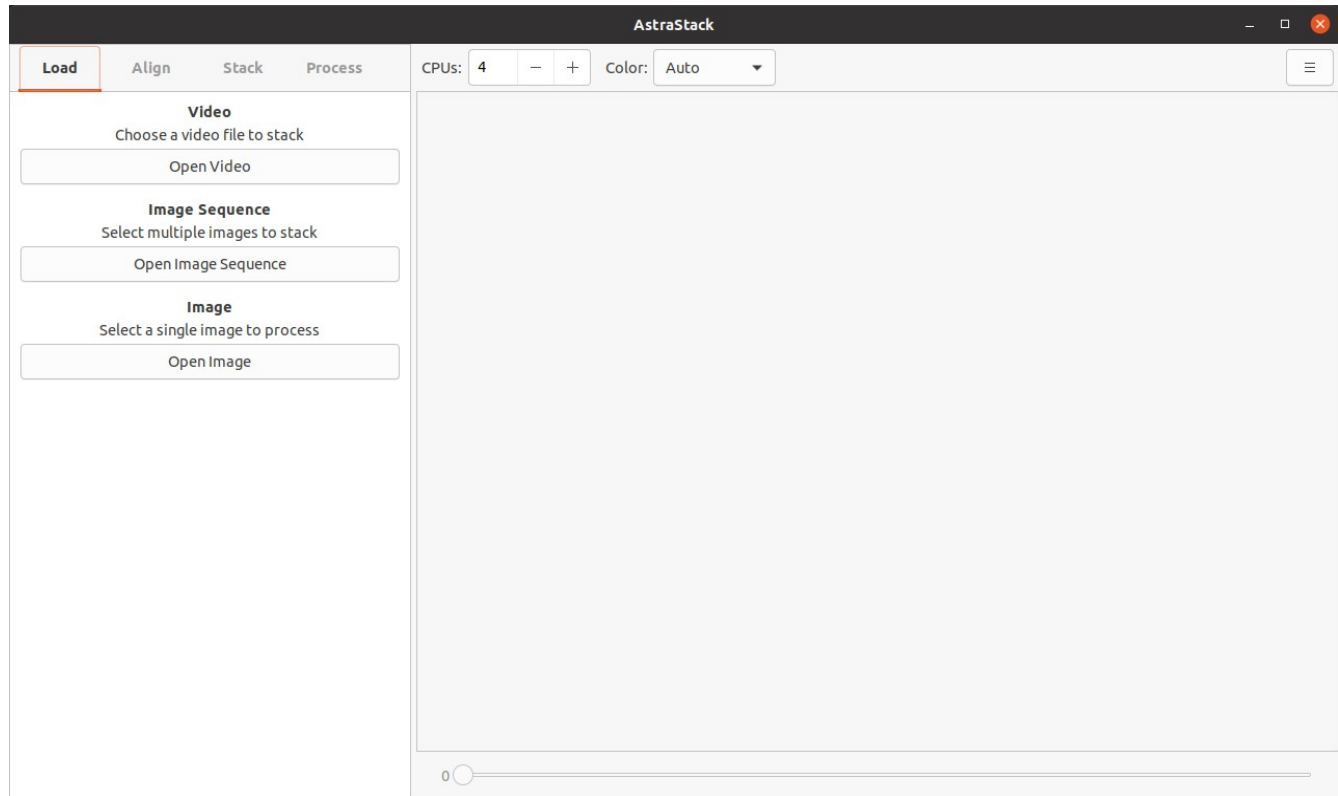 AstraStack
Load Align Stack Process
CPUs: 4 − + Color: Auto
Video
Choose a video file to stack
Open Video
Image Sequence
Select multiple images to stack
Open Image Sequence
Image
Select a single image to process
Open Image
0